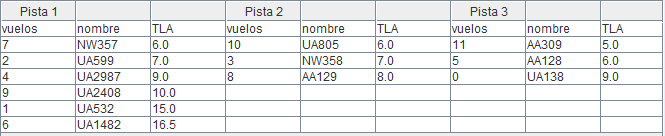 Pista 1 Pista 2 Pista 3
vuelos nombre TLA vuelos nombre TLA vuelos nombre TLA
7 NW357 6.0 10 UA805 6.0 11 AA309 5.0
2 UA599 7.0 3 NW358 7.0 5 AA128 6.0
4 UA2987 9.0 8 AA129 8.0 0 UA138 9.0
9 UA2408 10.0
1 UA532 15.0
6 UA1482 16.5